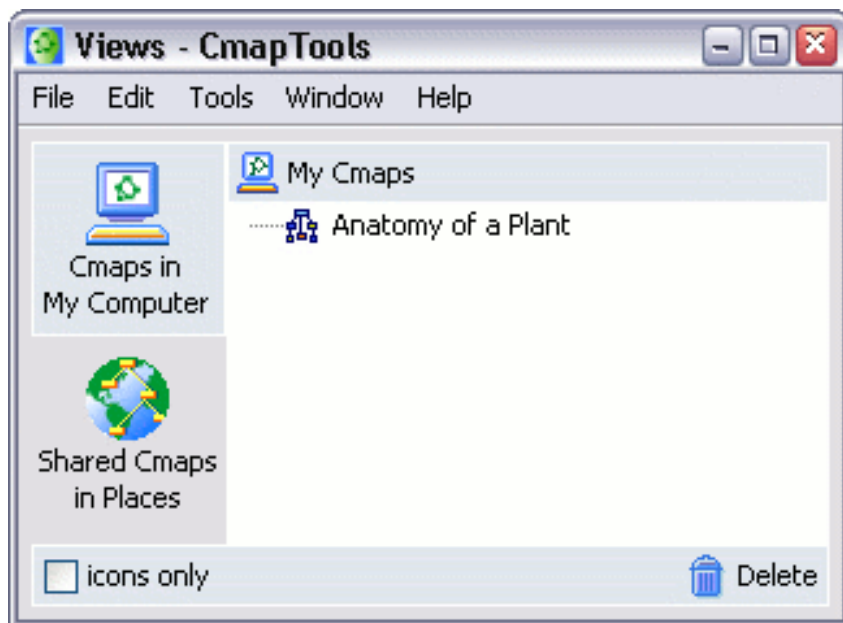 Views - CmapTools
File Edit Tools Window Help
Cmaps in
My Computer
Shared Cmaps
in Places
My Cmaps
Anatomy of a Plant
icons only
Delete